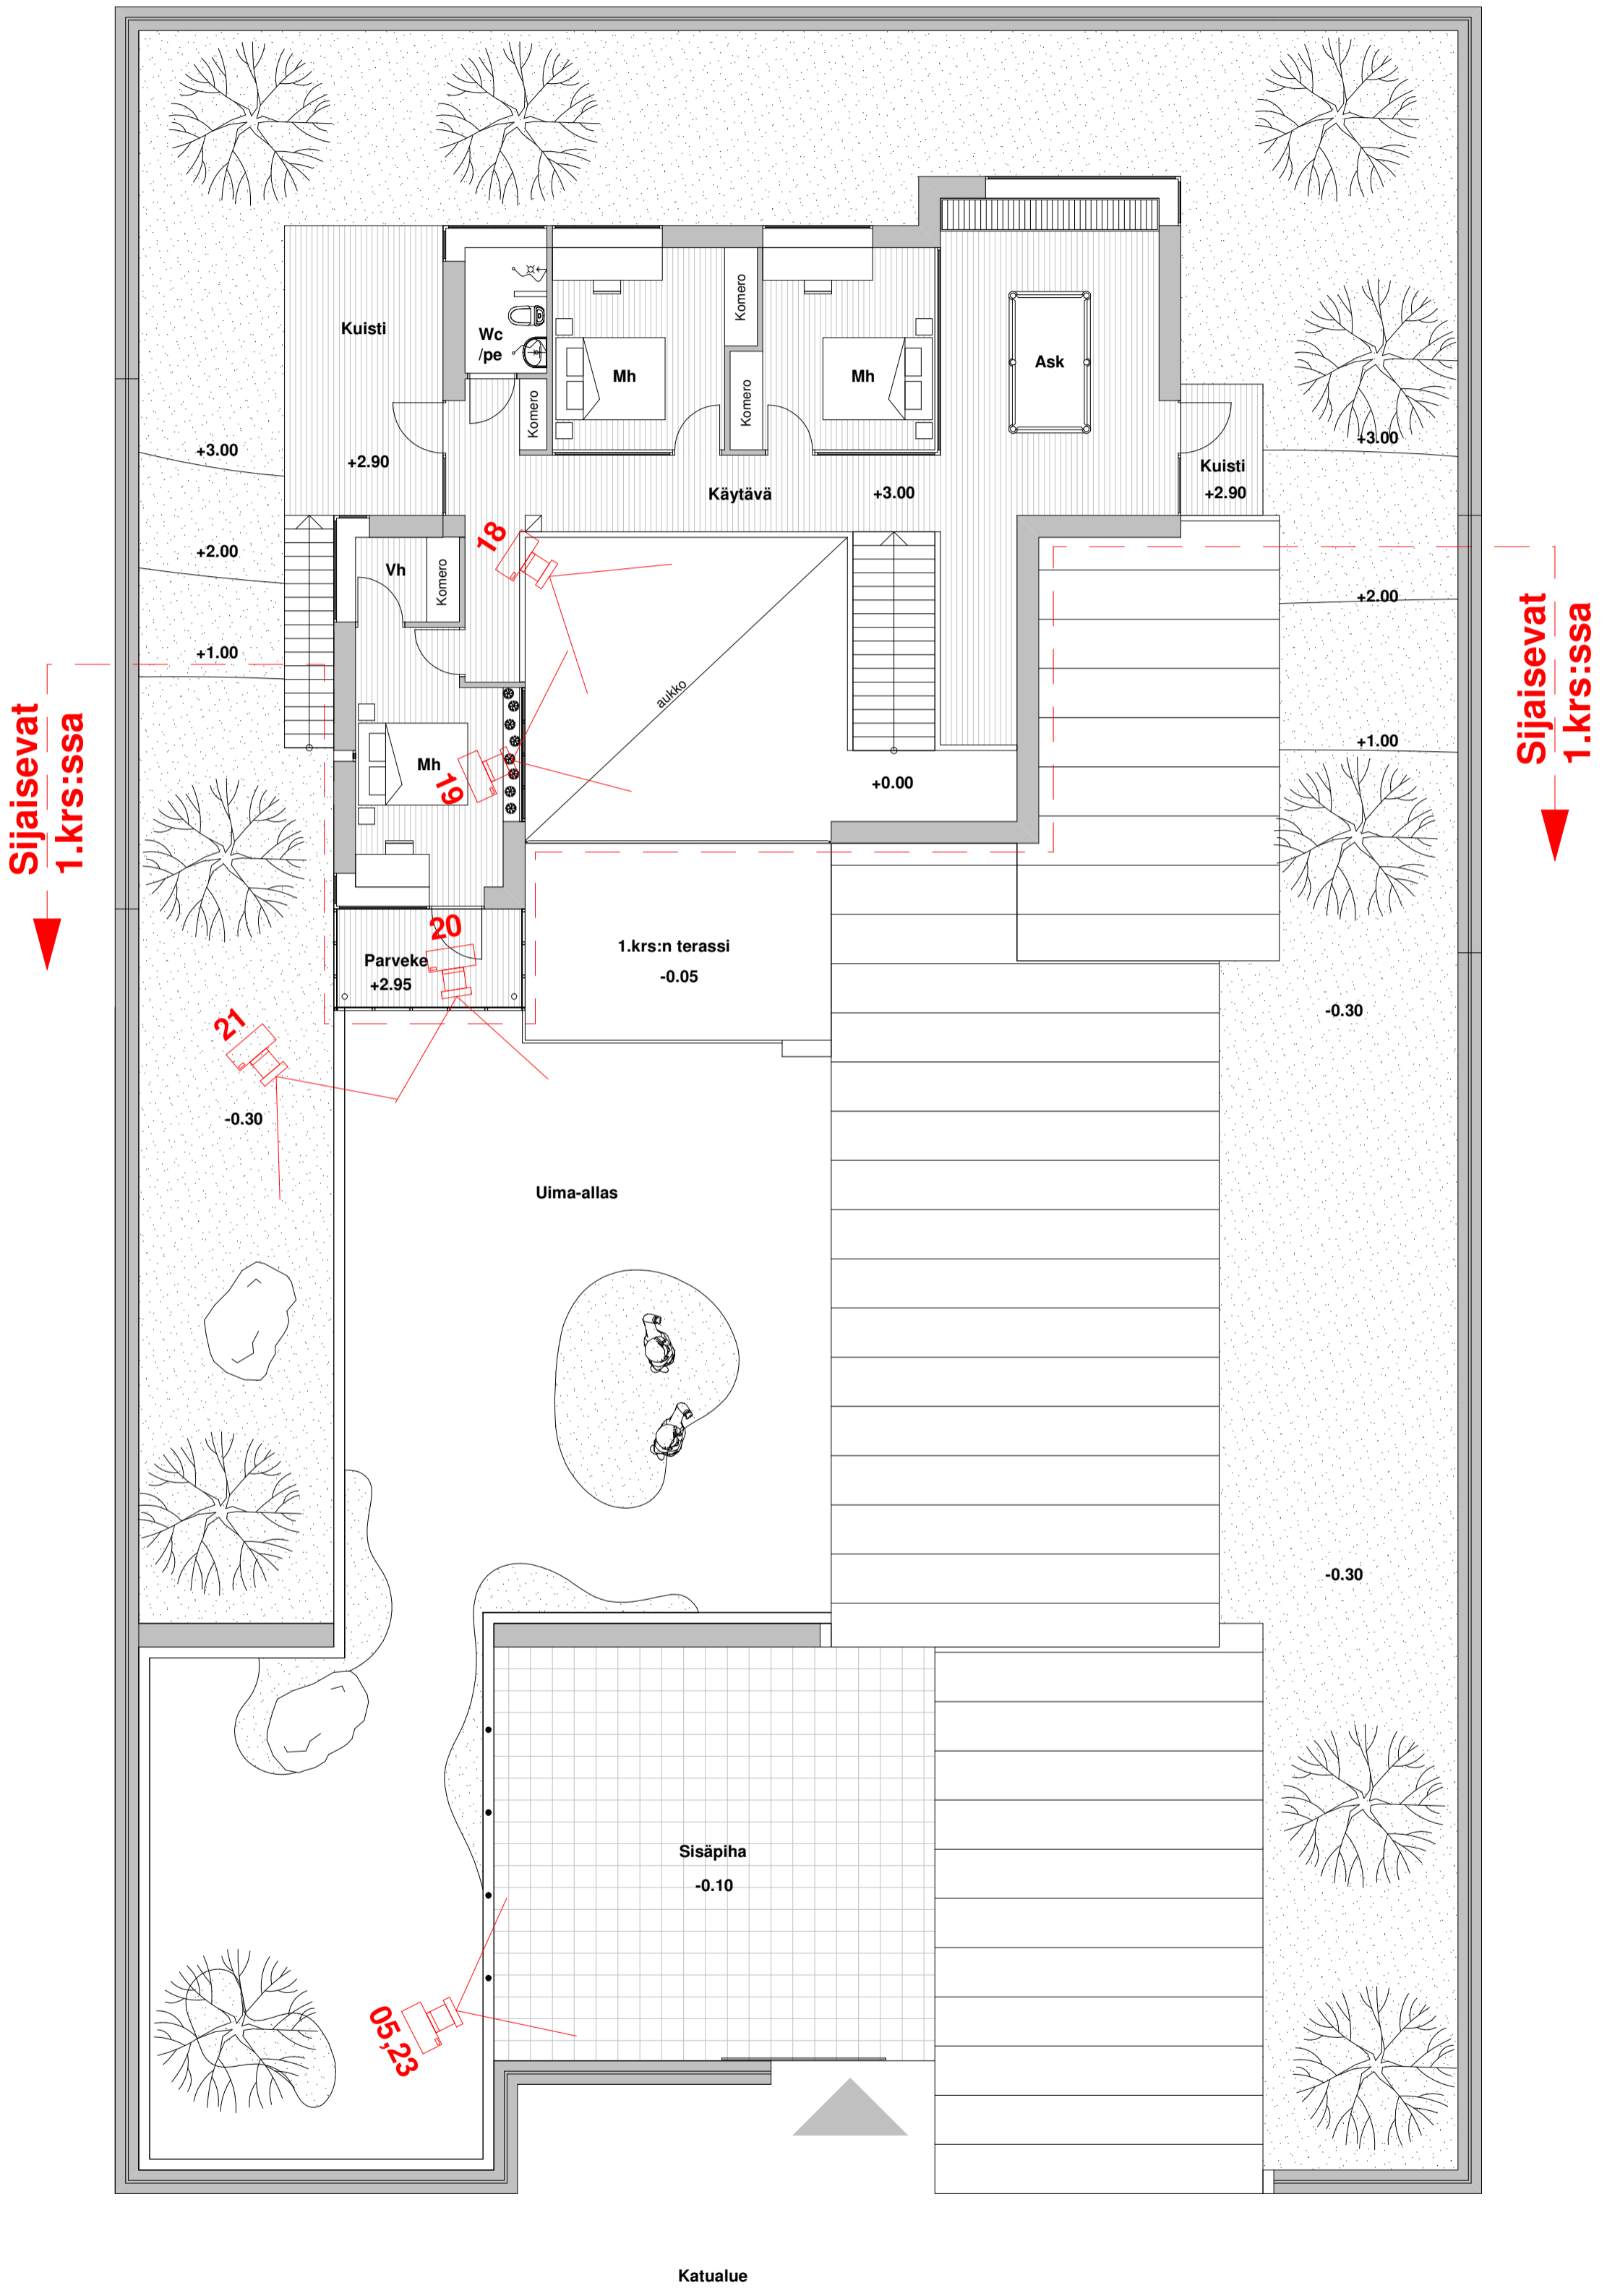 Kuisti
Wc
/pe
Komero
Mh
Mh
Ask
Komero
Komero
+3.00
+2.90
+3.00
Kuisti
+2.90
Käytävä
+3.00
18
+2.00
Vh
Komero
+2.00
Sijaisevat
1.krs:ssa
+1.00
aukko
Sijaisevat
1.krs:ssa
+1.00
Mh
19
+0.00
20
Parveke
+2.95
1.krs:n terassi
-0.05
21
-0.30
-0.30
Uima-allas
-0.30
Sisäpiha
-0.10
05,23
Katualue